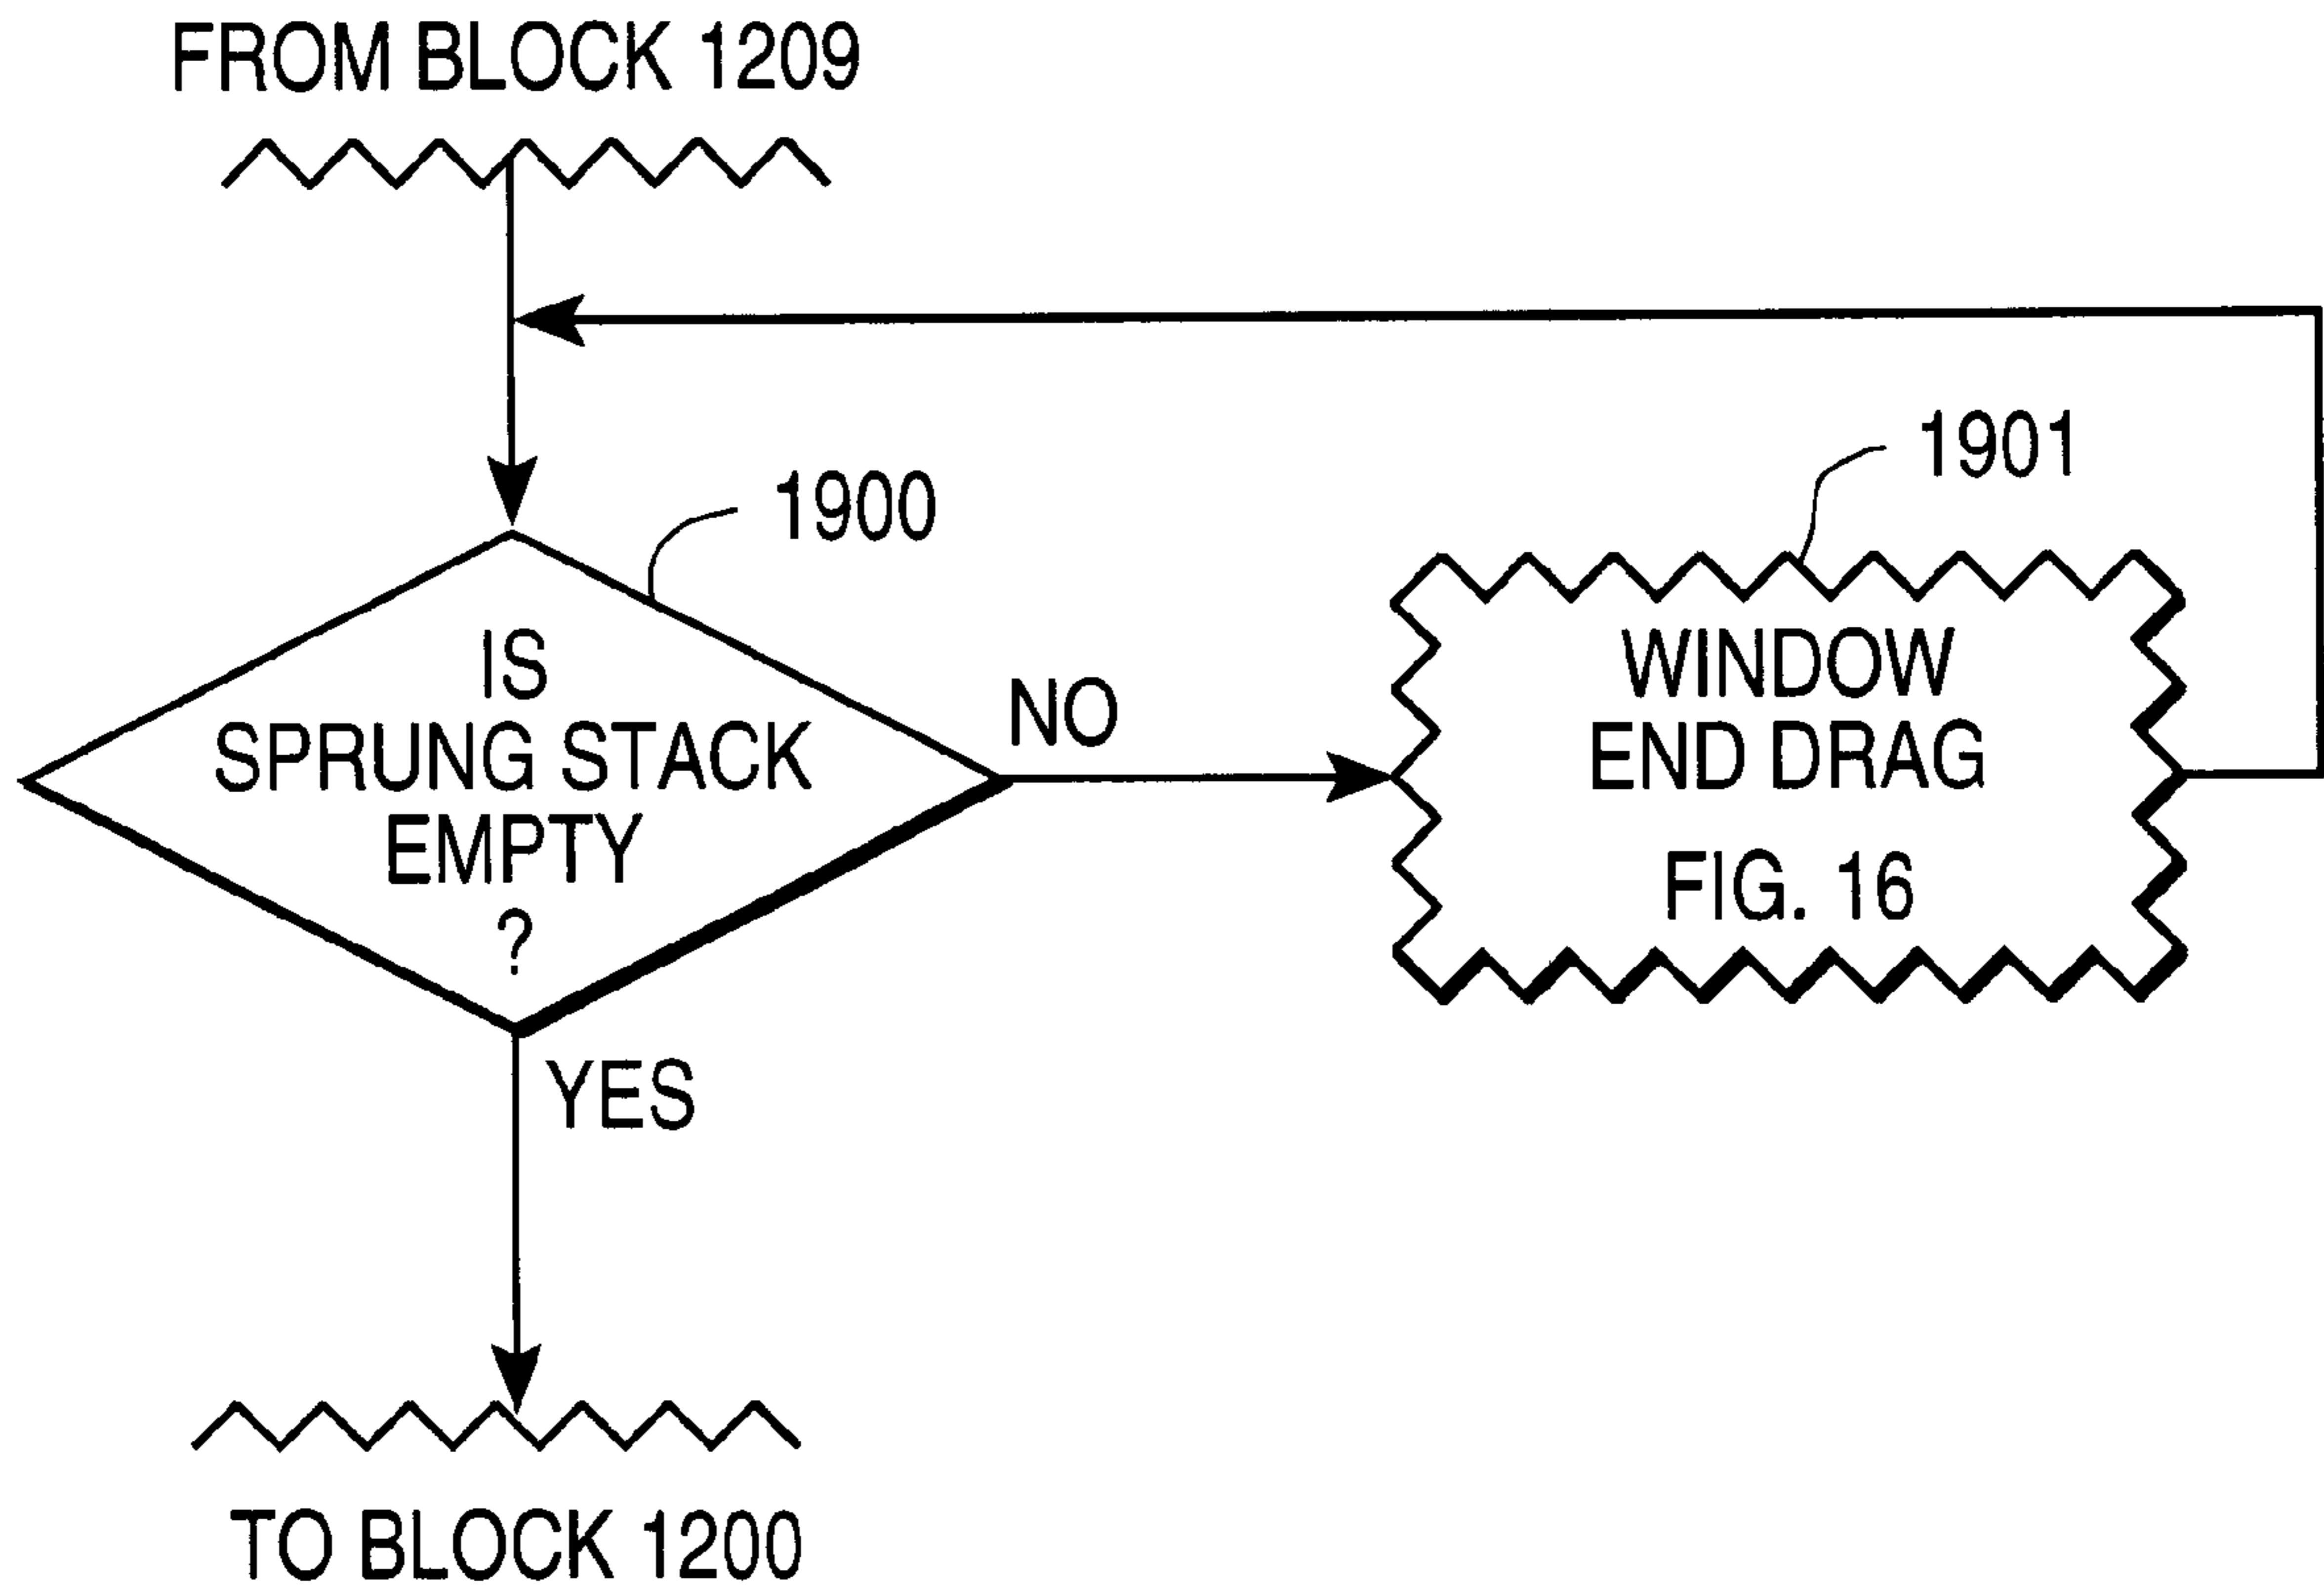 FROM BLOCK 1209
1900
IS
SPRUNG STACK
EMPTY
?
NO
YES
1901
WINDOW
END DRAG
FIG. 16
TO BLOCK 1200